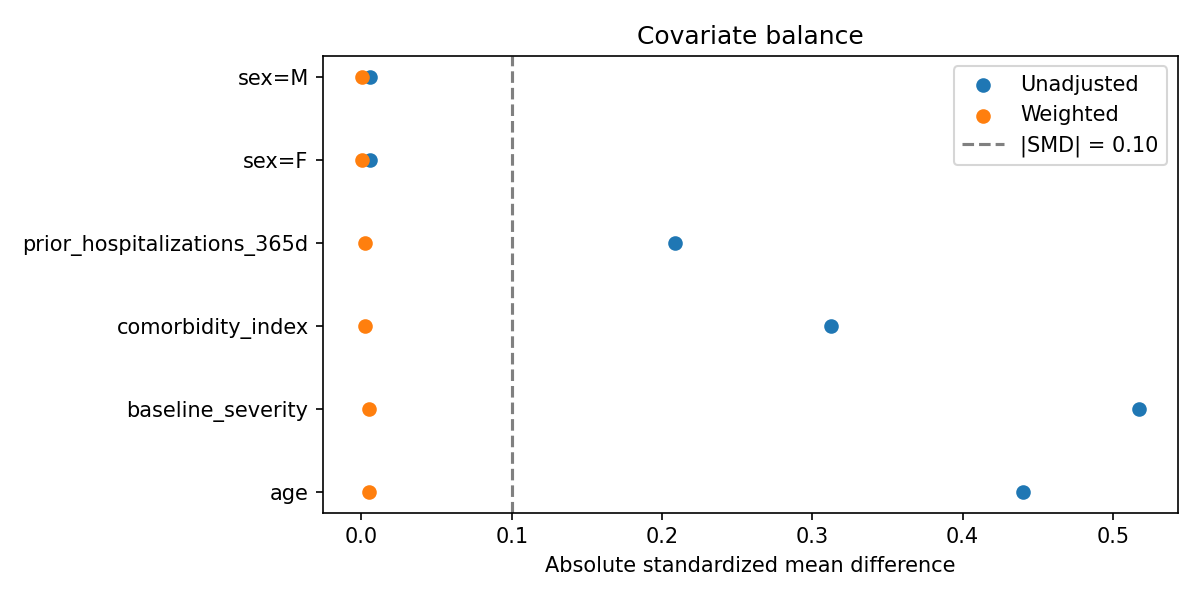 Covariate balance
sex=M
sex=F
prior_hospitalizations_365d
comorbidity_index
baseline_severity
age
Unadjusted
Weighted
|SMD| = 0.10
0.0 0.1 0.2 0.3 0.4 0.5
Absolute standardized mean difference